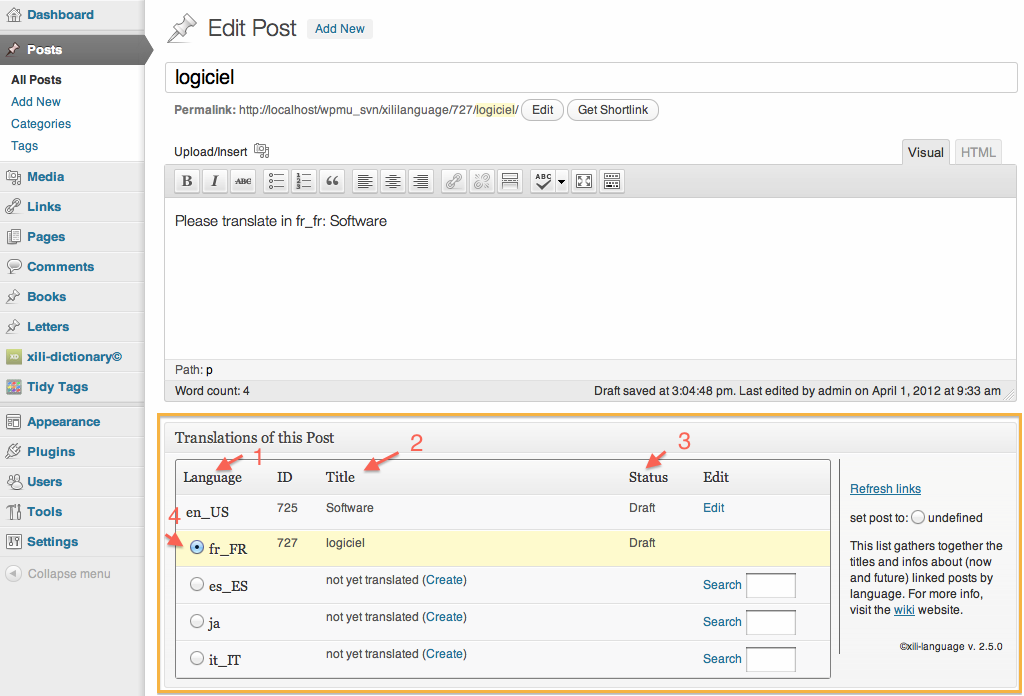 Dashboard
Posts
All Posts
Add New
Categories
Tags
Media
Links
Pages
Comments
Books
Letters
XD xili-dictionary©
Tidy Tags
Appearance
Plugins
Users
Tools
Settings
Collapse menu
Edit Post Add New
logiciel
Permalink: http://localhost/wpmu_svn/xililanguage/727/logiciel/ Edit Get Shortlink
Upload/Insert Visual HTML
B I ABC ABC
Please translate in fr_fr: Software
Path: p
Word count: 4 Draft saved at 3:04:48 pm. Last edited by admin on April 1, 2012 at 9:33 am
Translations of this Post
1 2 3
Language ID Title Status Edit
en_US 725 Software Draft Edit
4
fr_FR 727 logiciel Draft
es_ES not yet translated (Create) Search
ja not yet translated (Create) Search
it_IT not yet translated (Create) Search
Refresh links
set post to: undefined
This list gathers together the
titles and infos about (now
and future) linked posts by
language. For more info,
visit the wiki website.
©xili-language v. 2.5.0